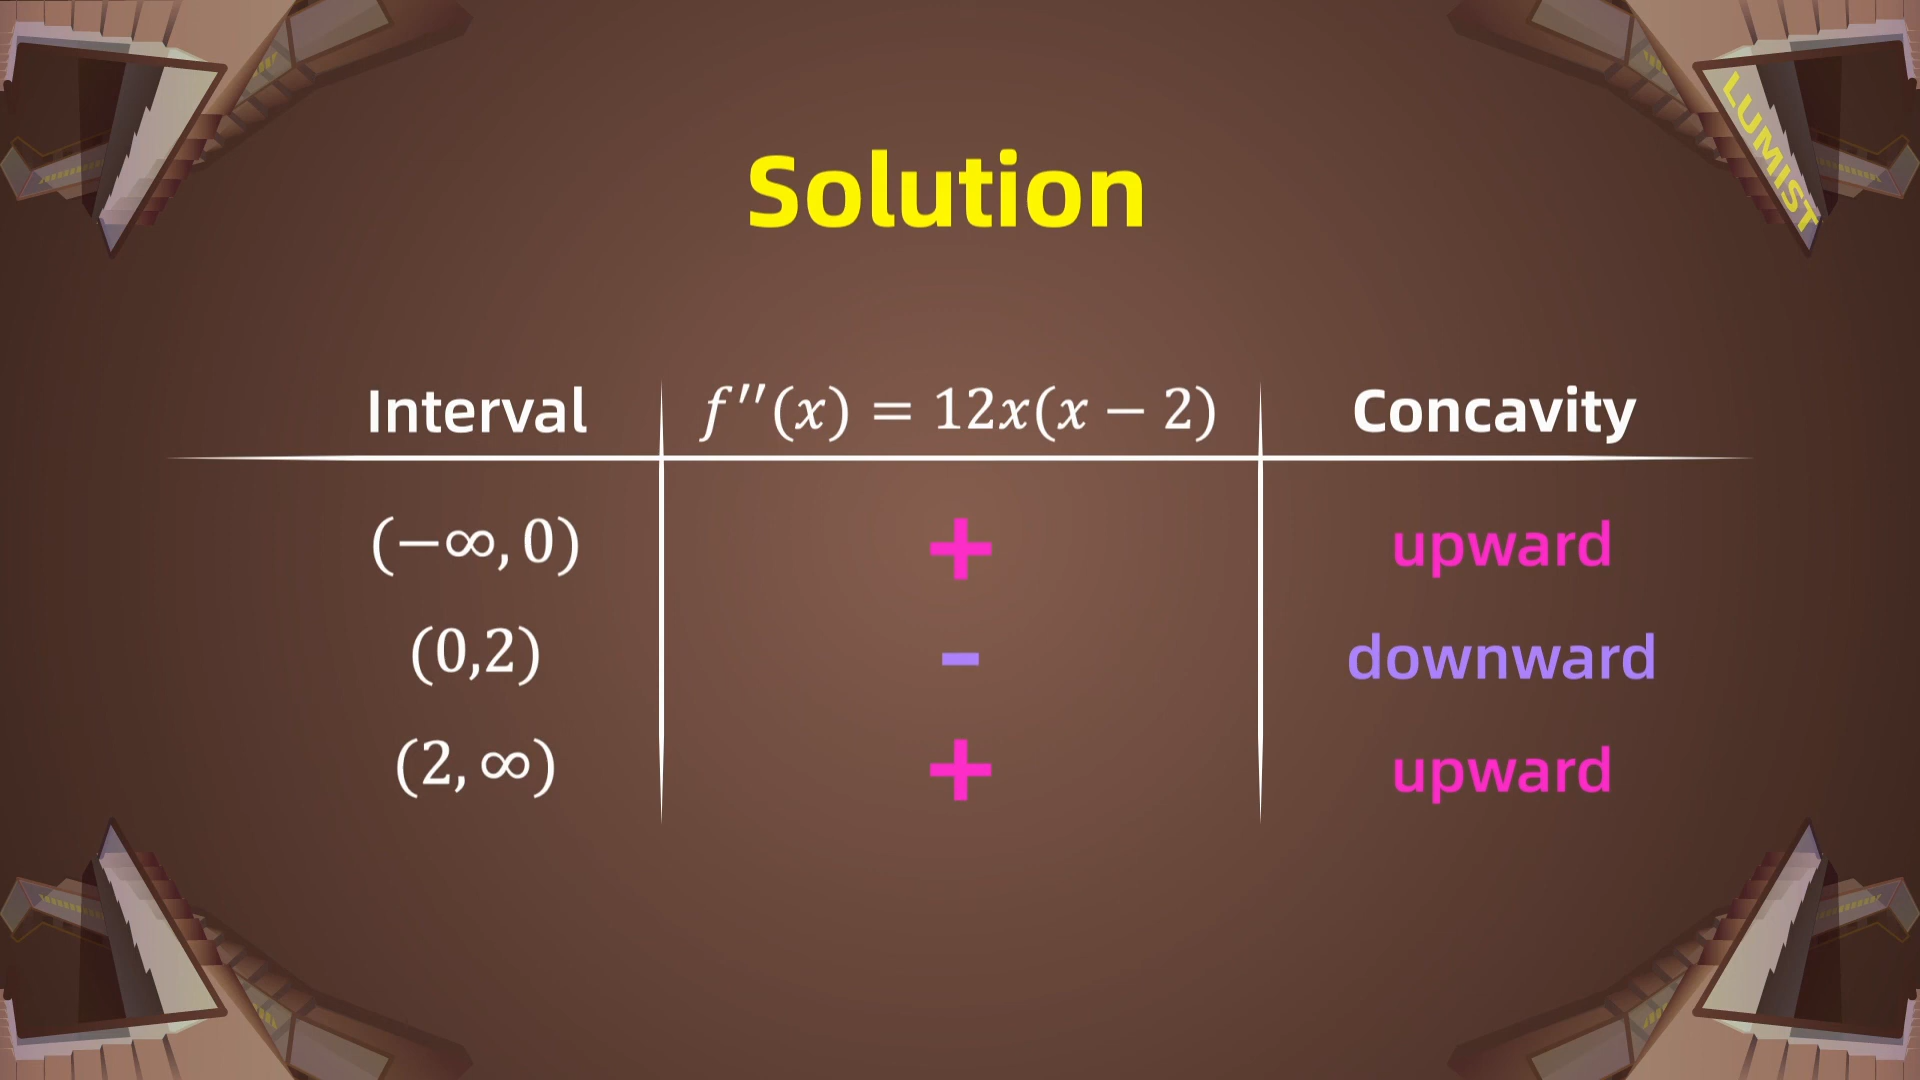 LUMIST
Solution
Interval f''(x) = 12x(x − 2) Concavity
(−∞, 0) + upward
(0,2) - downward
(2, ∞) + upward